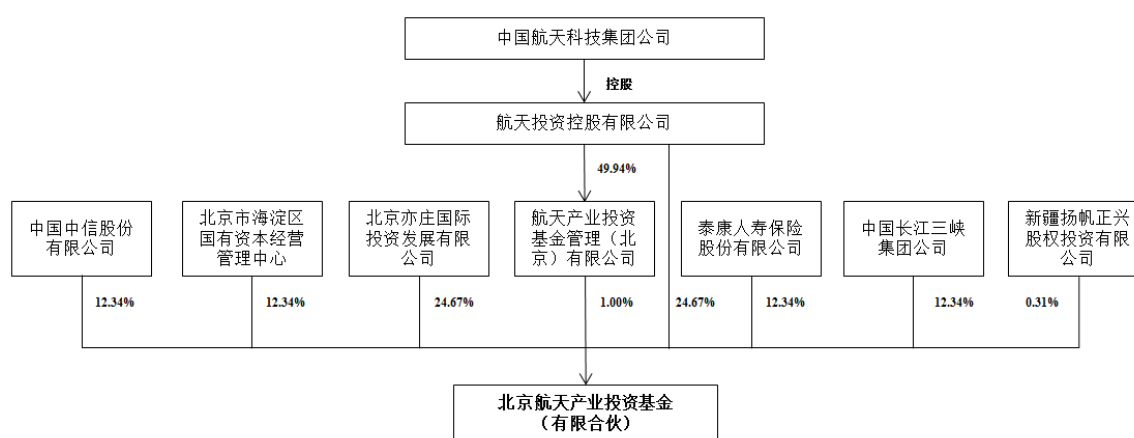 中国航天科技集团公司
控股
航天投资控股有限公司
49.94%
中国中信股份
有限公司
北京市海淀区
国有资本经营
管理中心
北京亦庄国际
投资发展有限
公司
航天产业投资
基金管理（北
京）有限公司
泰康人寿保险
股份有限公司
中国长江三峡
集团公司
新疆扬帆正兴
股权投资有限
公司
12.34%
12.34%
24.67%
1.00%
24.67%
12.34%
12.34%
0.31%
北京航天产业投资基金
（有限合伙）